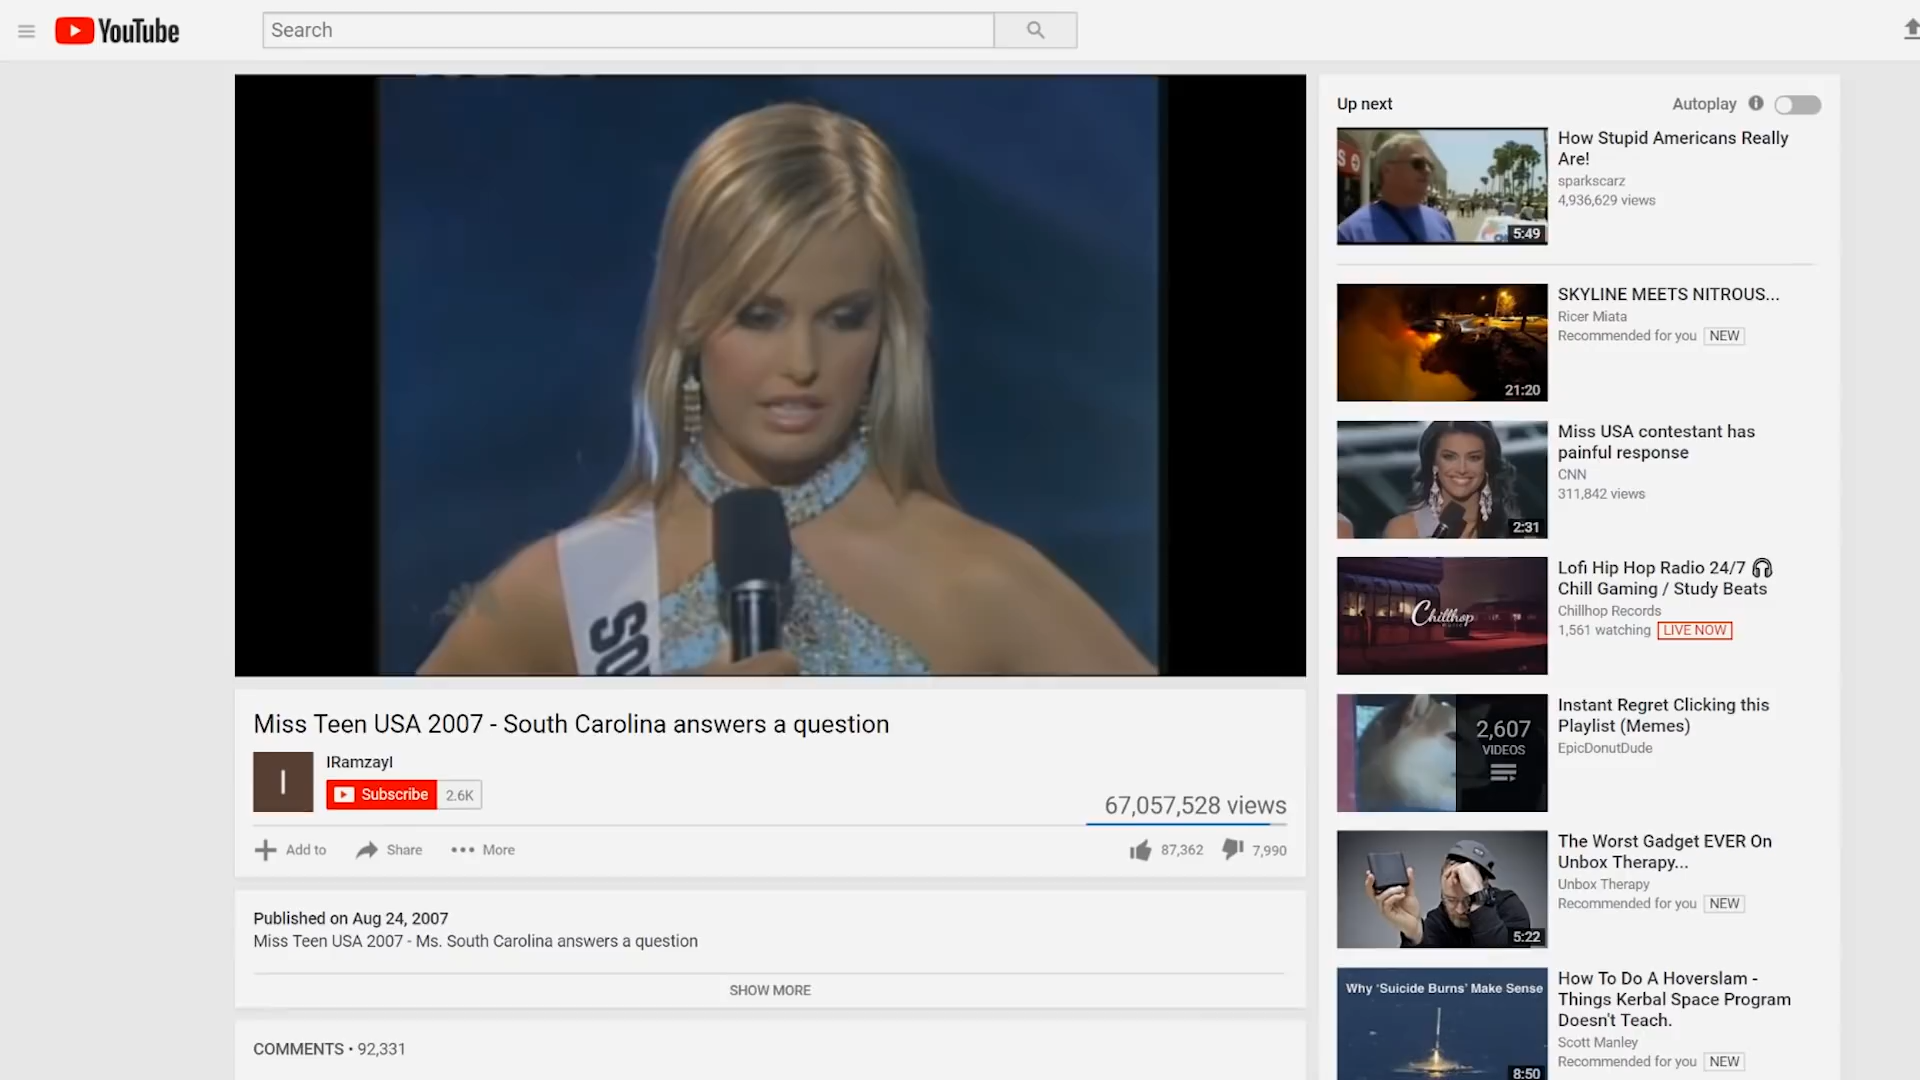 YouTube
Search
SOU
Miss Teen USA 2007 - South Carolina answers a question
I
IRamzayI
Subscribe 2.6K
67,057,528 views
Add to Share More
87,362 7,990
Published on Aug 24, 2007
Miss Teen USA 2007 - Ms. South Carolina answers a question
SHOW MORE
COMMENTS • 92,331
Up next Autoplay
5:49
How Stupid Americans Really
Are!
sparkscarz
4,936,629 views
21:20
SKYLINE MEETS NITROUS...
Ricer Miata
Recommended for you NEW
2:31
Miss USA contestant has
painful response
CNN
311,842 views
Chillhop
Lofi Hip Hop Radio 24/7 🎧
Chill Gaming / Study Beats
Chillhop Records
1,561 watching LIVE NOW
2,607
VIDEOS
Instant Regret Clicking this
Playlist (Memes)
EpicDonutDude
5:22
The Worst Gadget EVER On
Unbox Therapy...
Unbox Therapy
Recommended for you NEW
Why 'Suicide Burns' Make Sense
8:50
How To Do A Hoverslam -
Things Kerbal Space Program
Doesn't Teach.
Scott Manley
Recommended for you NEW